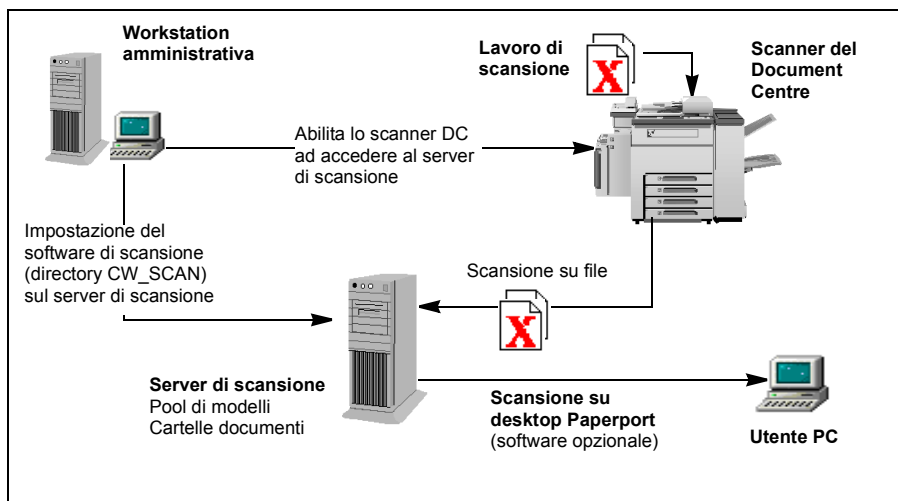 Workstation
amministrativa
Lavoro di
scansione
X
Scanner del
Document
Centre
Abilita lo scanner DC
ad accedere al server
di scansione
Impostazione del
software di scansione
(directory CW_SCAN)
sul server di scansione
Scansione su file
X
Server di scansione
Pool di modelli
Cartelle documenti
Scansione su
desktop Paperport
(software opzionale)
Utente PC